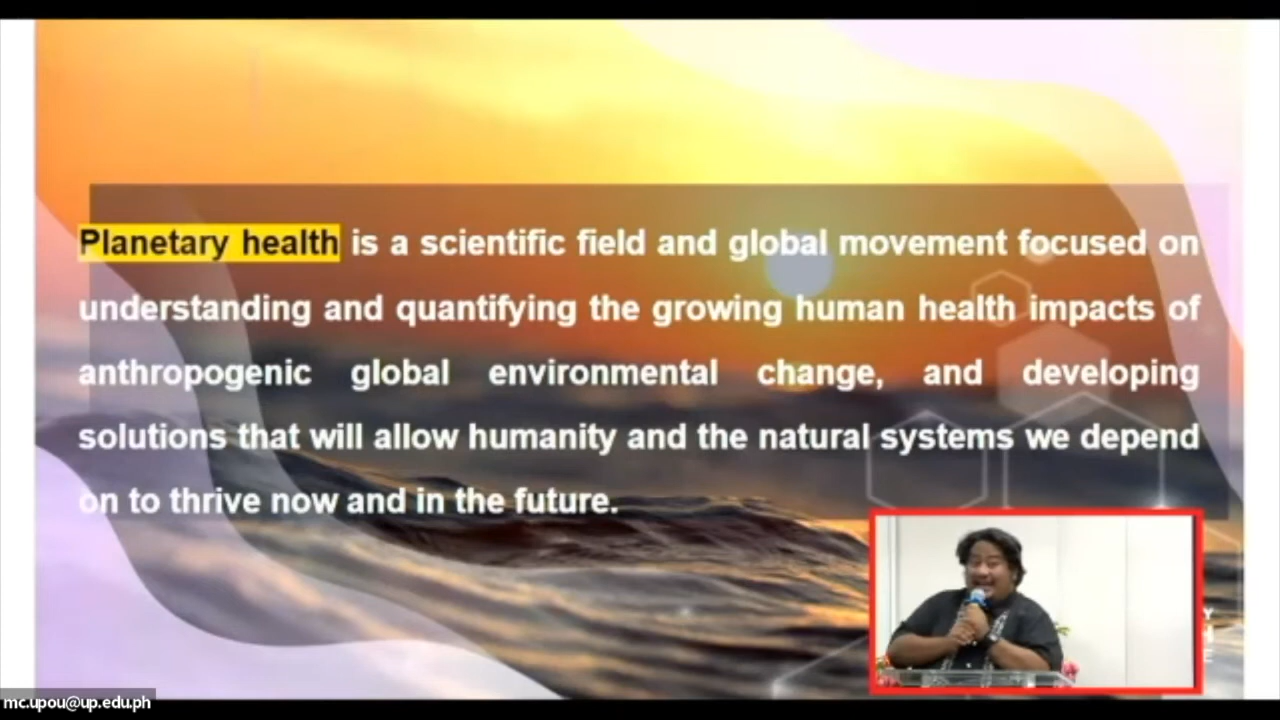 Planetary health is a scientific field and global movement focused on
understanding and quantifying the growing human health impacts of
anthropogenic global environmental change, and developing
solutions that will allow humanity and the natural systems we depend
on to thrive now and in the future.
mc.upou@up.edu.ph